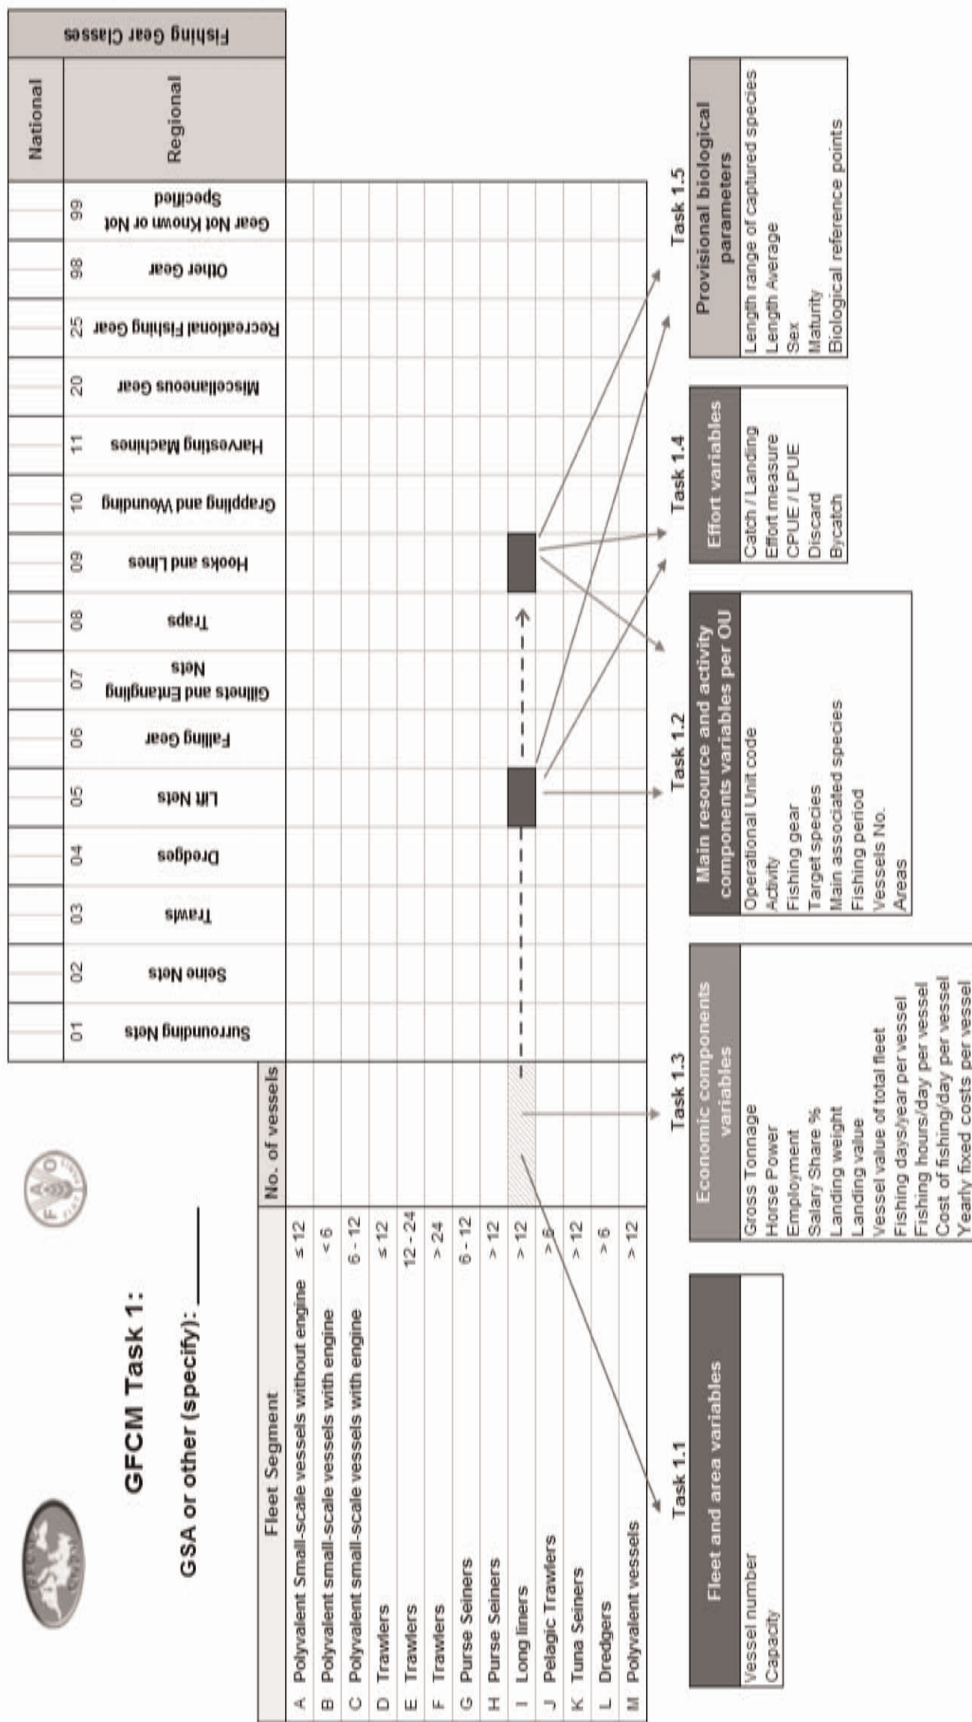 GFCM Task 1:
GSA or other (specify):
National
Regional
Fishing Gear Classes
01
02
03
04
05
06
07
08
09
10
11
20
25
98
99
Surrounding Nets
Seine Nets
Trawls
Dredges
Lift Nets
Falling Gear
Gillnets and Entangling
Nets
Traps
Hooks and Lines
Grappling and Wounding
Harvesting Machines
Miscellaneous Gear
Recreational Fishing Gear
Other Gear
Gear Not Known or Not
Specified
Fleet Segment
No. of vessels
A Polyvalent Small-scale vessels without engine ≤ 12
B Polyvalent small-scale vessels with engine < 6
C Polyvalent small-scale vessels with engine 6 - 12
D Trawlers ≤ 12
E Trawlers 12 - 24
F Trawlers > 24
G Purse Seiners 6 - 12
H Purse Seiners > 12
I Long liners > 12
J Pelagic Trawlers > 6
K Tuna Seiners > 12
L Dredgers > 6
M Polyvalent vessels > 12
Task 1.1
Fleet and area variables
Vessel number
Capacity
Task 1.3
Economic components
variables
Gross Tonnage
Horse Power
Employment
Salary Share %
Landing weight
Landing value
Vessel value of total fleet
Fishing days/year per vessel
Fishing hours/day per vessel
Cost of fishing/day per vessel
Yearly fixed costs per vessel
Task 1.2
Main resource and activity
components variables per OU
Operational Unit code
Activity
Fishing gear
Target species
Main associated species
Fishing period
Vessels No.
Areas
Task 1.4
Effort variables
Catch / Landing
Effort measure
CPUE / LPUE
Discard
Bycatch
Task 1.5
Provisional biological
parameters
Length range of captured species
Length Average
Sex
Maturity
Biological reference points